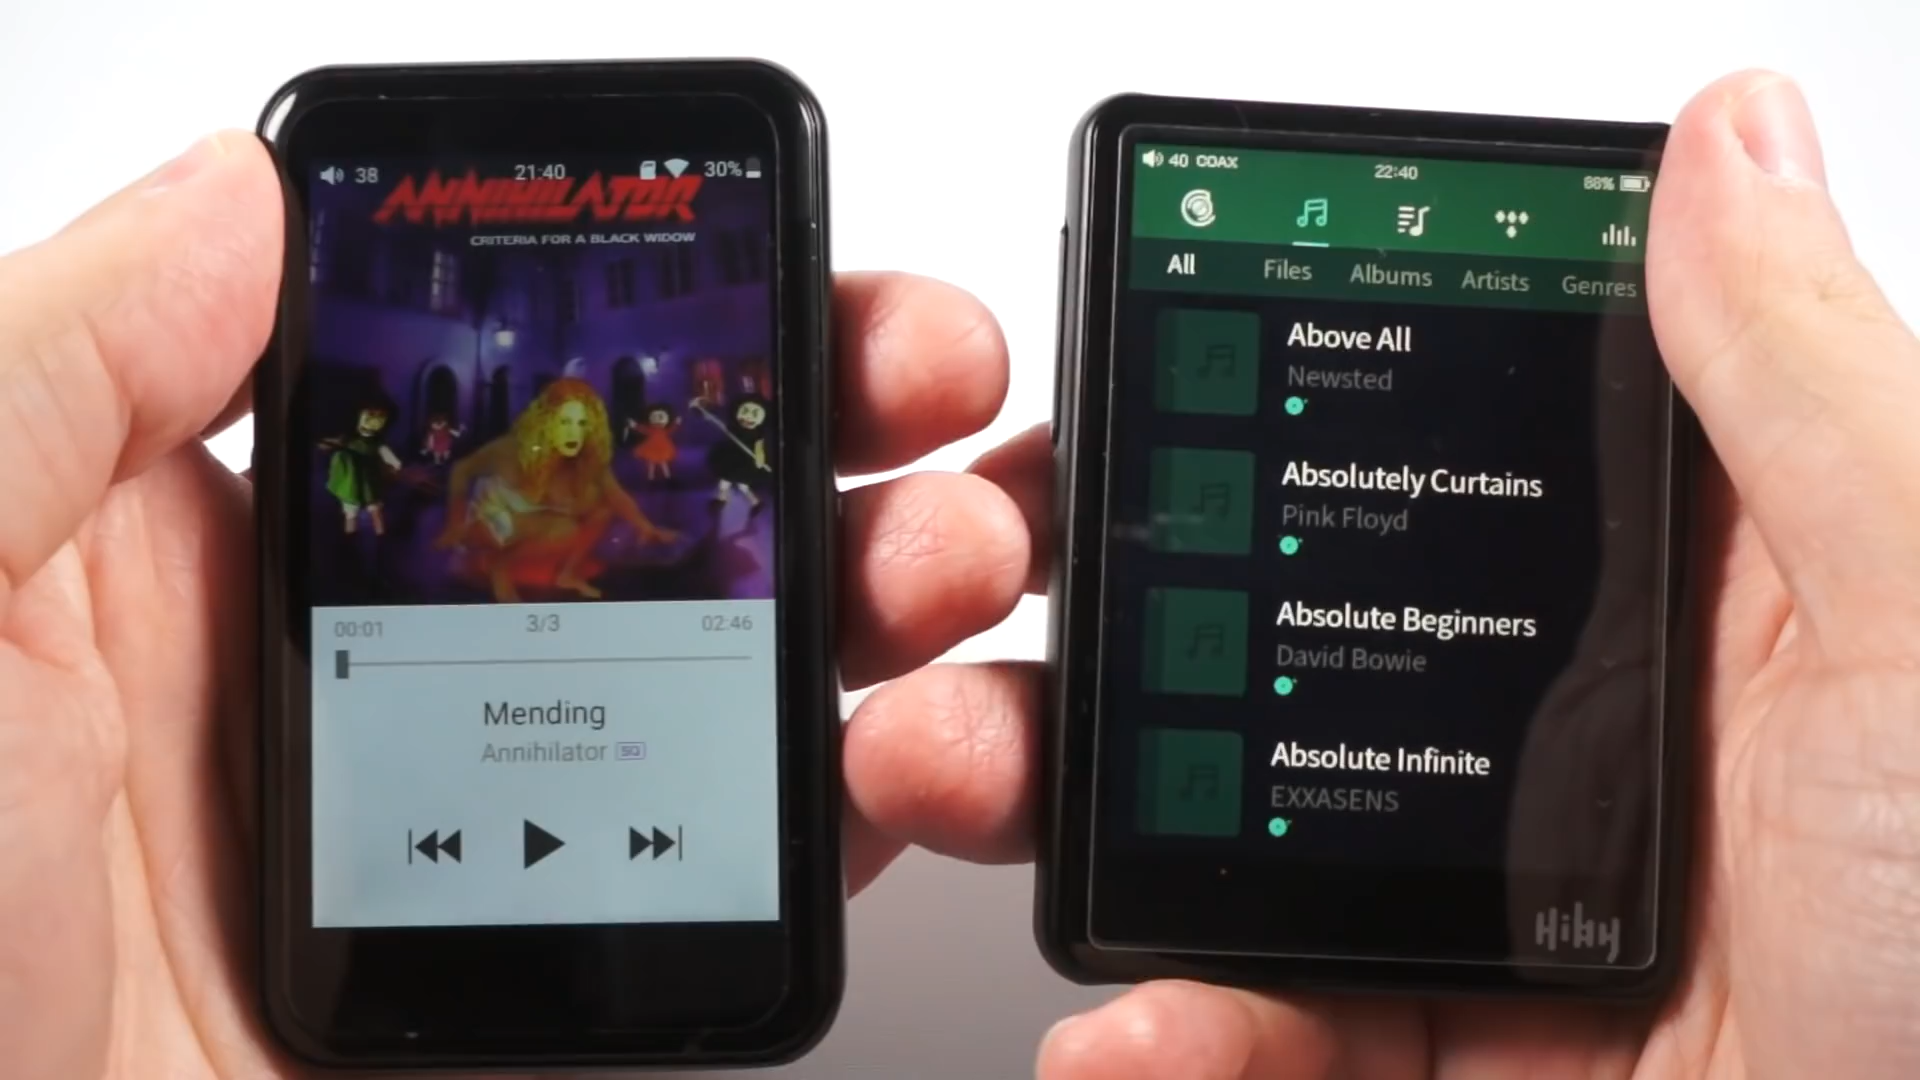 38 21:40 30%
ANNIHILATOR
CRITERIA FOR A BLACK WIDOW
00:01 3/3 02:46
Mending
Annihilator SQ
40 COAX 22:40 88%
All Files Albums Artists Genres
Above All
Newsted
Absolutely Curtains
Pink Floyd
Absolute Beginners
David Bowie
Absolute Infinite
EXXASENS
HiBy